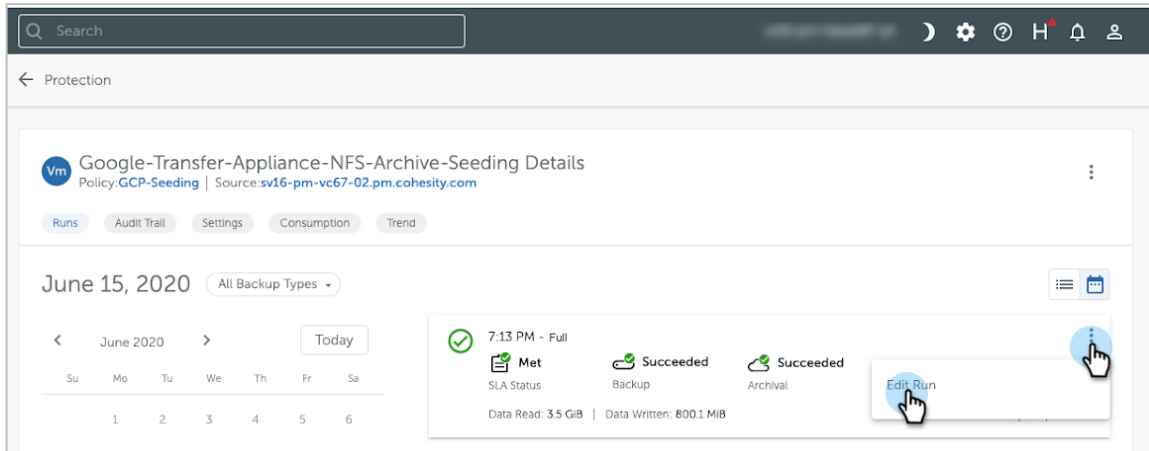 Search
H
Protection
Vm
Google-Transfer-Appliance-NFS-Archive-Seeding Details
Policy:GCP-Seeding | Source:sv16-pm-vc67-02.pm.cohesity.com
Runs Audit Trail Settings Consumption Trend
June 15, 2020 All Backup Types
June 2020 Today
Su Mo Tu We Th Fr Sa
1 2 3 4 5 6
7:13 PM - Full
Met Succeeded Succeeded
SLA Status Backup Archival
Edit Run
Data Read: 3.5 GiB | Data Written: 800.1 MiB